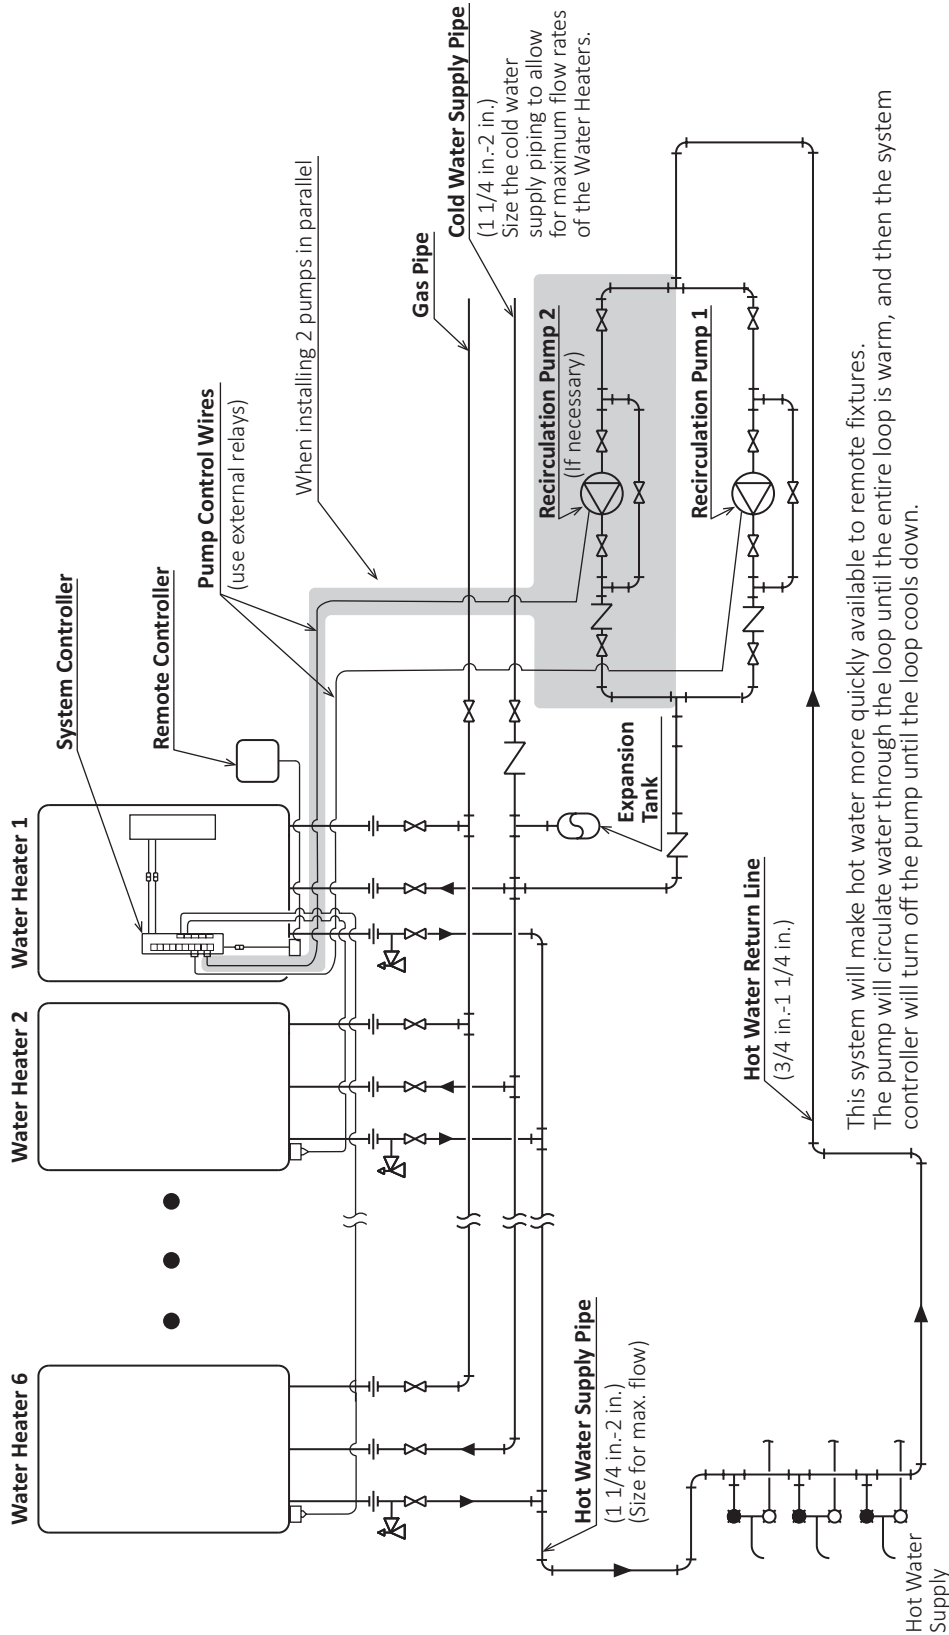 Water Heater 6
Water Heater 2
Water Heater 1
System Controller
Remote Controller
Pump Control Wires
(use external relays)
When installing 2 pumps in parallel
Gas Pipe
Cold Water Supply Pipe
(1 1/4 in.-2 in.)
Size the cold water
supply piping to allow
for maximum flow rates
of the Water Heaters.
Recirculation Pump 2
(If necessary)
Recirculation Pump 1
Expansion
Tank
Hot Water Supply Pipe
(1 1/4 in.-2 in.)
(Size for max. flow)
Hot Water Return Line
(3/4 in.-1 1/4 in.)
Hot Water
Supply
This system will make hot water more quickly available to remote fixtures.
The pump will circulate water through the loop until the entire loop is warm, and then the system
controller will turn off the pump until the loop cools down.